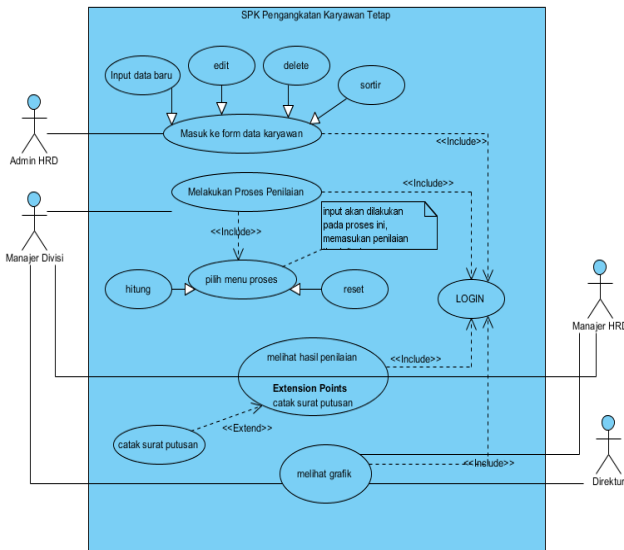 SPK Pengangkatan Karyawan Tetap
edit
delete
Input data baru
sortir
Masuk ke form data karyawan
Admin HRD
<<Include>>
Melakukan Proses Penilaian
<<Include>>
input akan dilakukan
pada proses ini,
memasukan penilaian
<<Include>>
Manajer Divisi
pilih menu proses
hitung
reset
LOGIN
Manajer HRD
melihat hasil penilaian
<<Include>>
Extension Points
catak surat putusan
<<Extend>>
catak surat putusan
<<Include>>
melihat grafik
Direktur